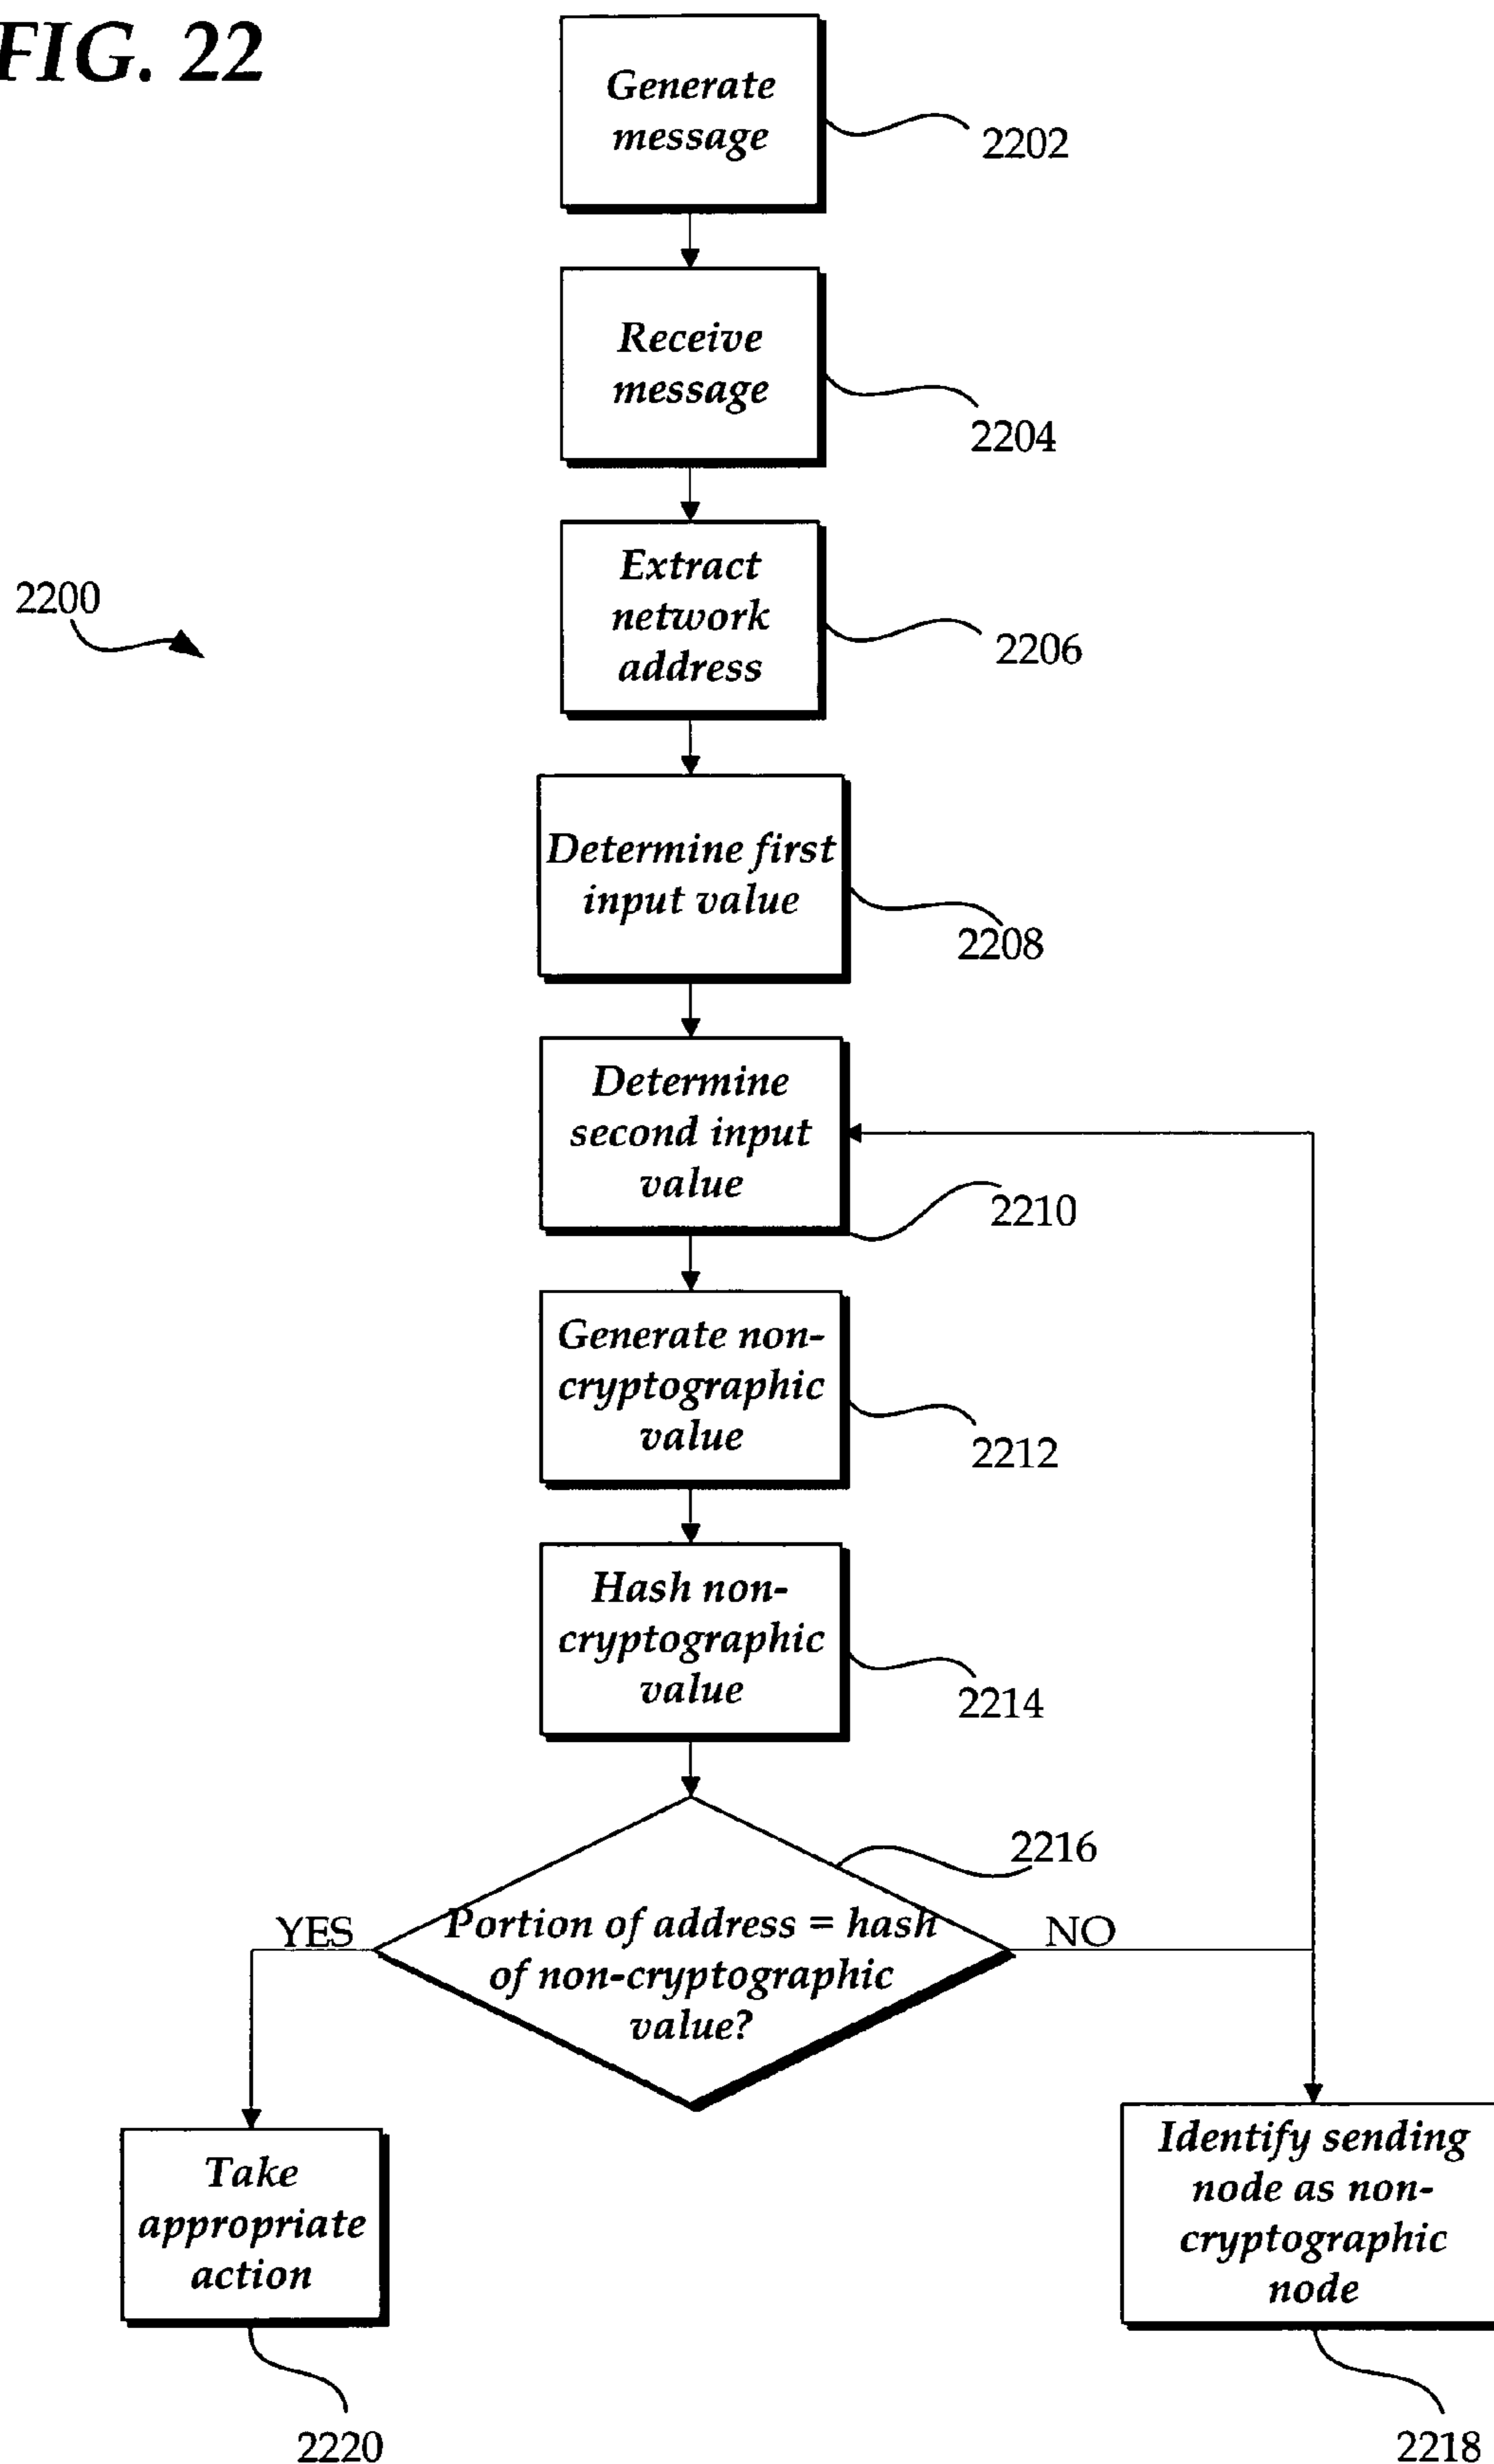 FIG. 22
Generate
message
2202
Receive
message
2204
Extract
network
address
2206
2200
Determine first
input value
2208
Determine
second input
value
2210
Generate non-
cryptographic
value
2212
Hash non-
cryptographic
value
2214
2216
YES
Portion of address = hash
of non-cryptographic
value?
NO
Take
appropriate
action
2220
Identify sending
node as non-
cryptographic
node
2218